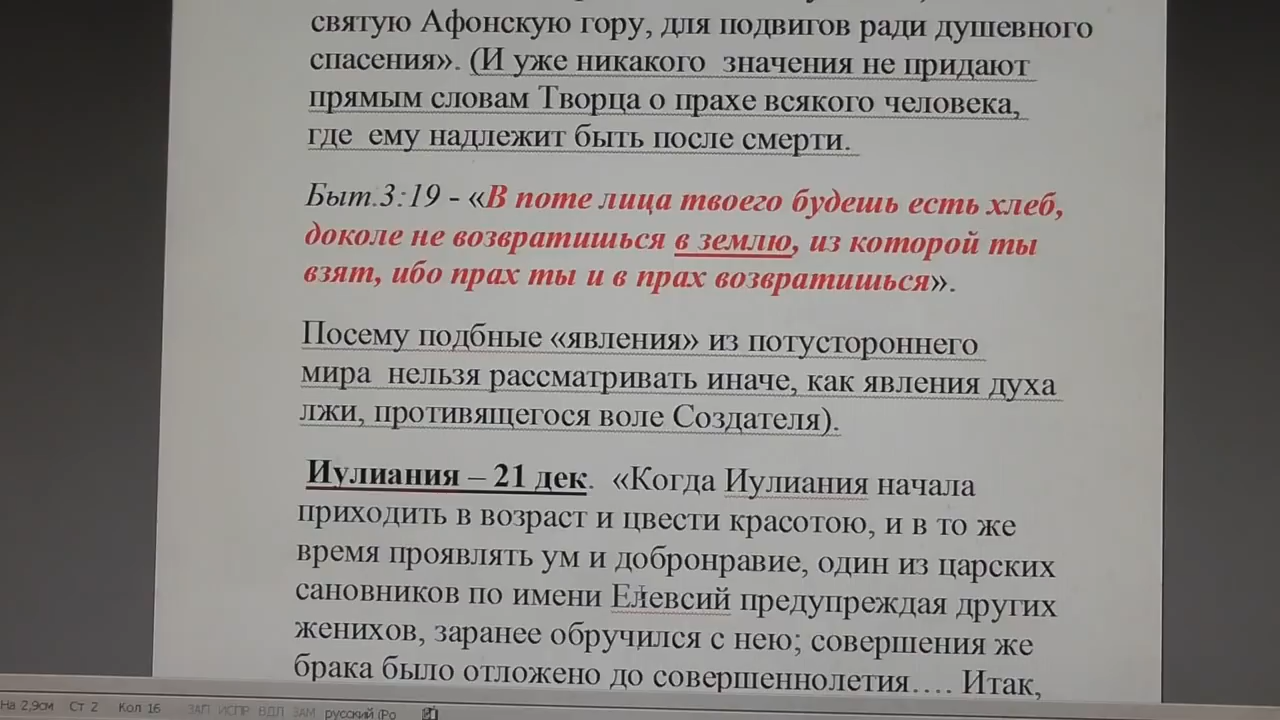 святую Афонскую гору, для подвигов ради душевного
спасения». (И уже никакого значения не придают
прямым словам Творца о прахе всякого человека,
где ему надлежит быть после смерти.
Быт.3:19 - «В поте лица твоего будешь есть хлеб,
доколе не возвратишься в землю, из которой ты
взят, ибо прах ты и в прах возвратишься».
Посему подбные «явления» из потустороннего
мира нельзя рассматривать иначе, как явления духа
лжи, противящегося воле Создателя).
Иулиания – 21 дек. «Когда Иулиания начала
приходить в возраст и цвести красотою, и в то же
время проявлять ум и добронравие, один из царских
сановников по имени Елевсий предупреждая других
женихов, заранее обручился с нею; совершения же
брака было отложено до совершеннолетия…. Итак,
На 2,9см Ст 2 Кол 16 ЗАП ИСПР ВДЛ ЗАМ русский (Ро